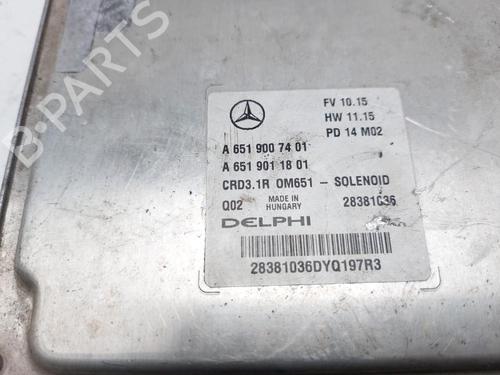 B-PARTS
FV 10.15
HW 11.15
PD 14 M02
A 651 900 74 01
A 651 901 18 01
CRD3.1R OM651 - SOLENOID
Q02 MADE IN HUNGARY 28381036
DELPHI
28381036DYQ197R3